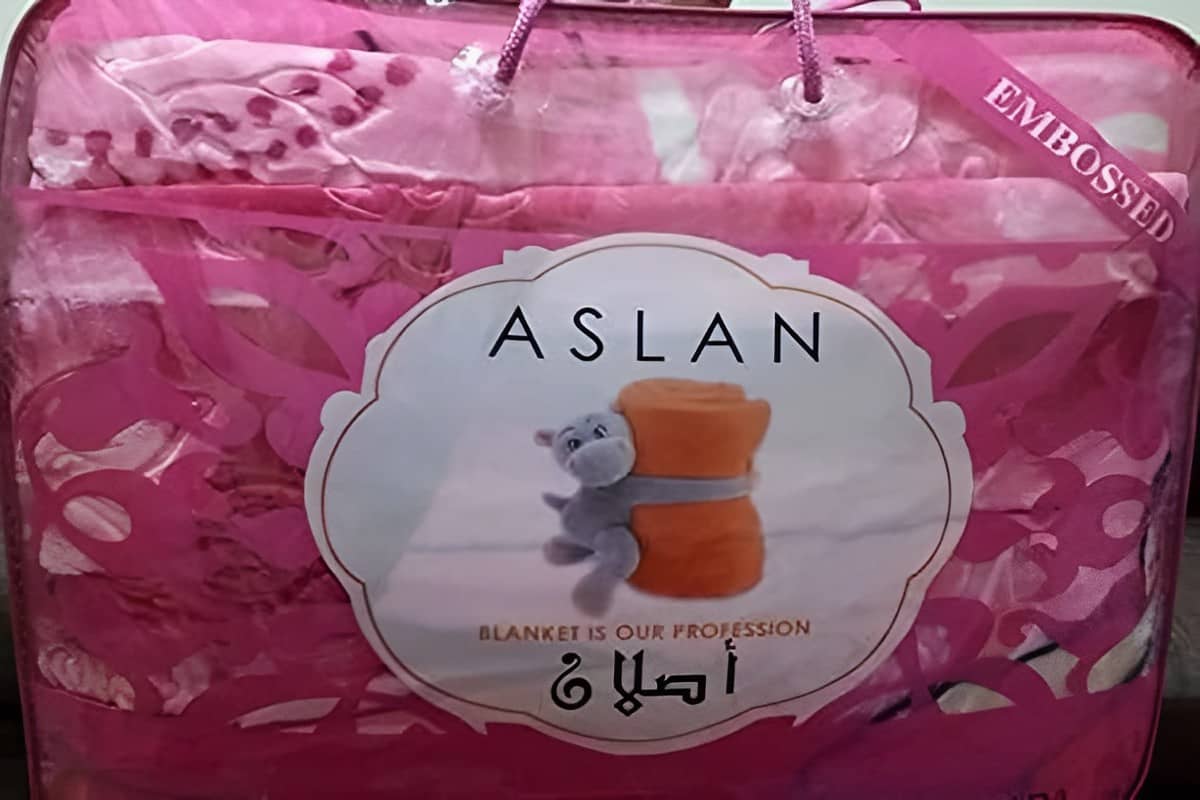 EMBOSSED
ASLAN
BLANKET IS OUR PROFESSION
أصلان